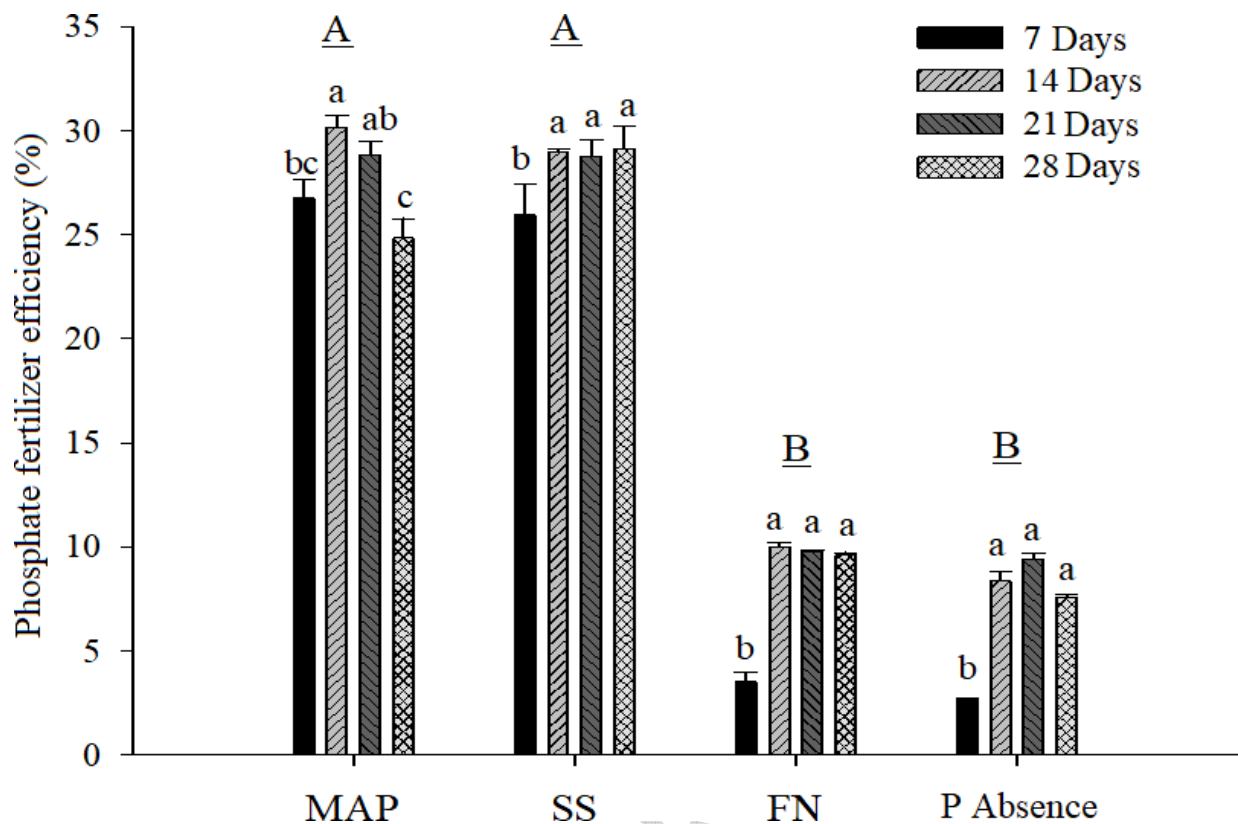 Phosphate fertilizer efficiency (%)
35
30
25
20
15
10
5
0
A
A
B
B
7 Days
14 Days
21 Days
28 Days
bc
a
ab
c
b
a
a
a
b
a
a
a
b
a
a
a
MAP
SS
FN
P Absence